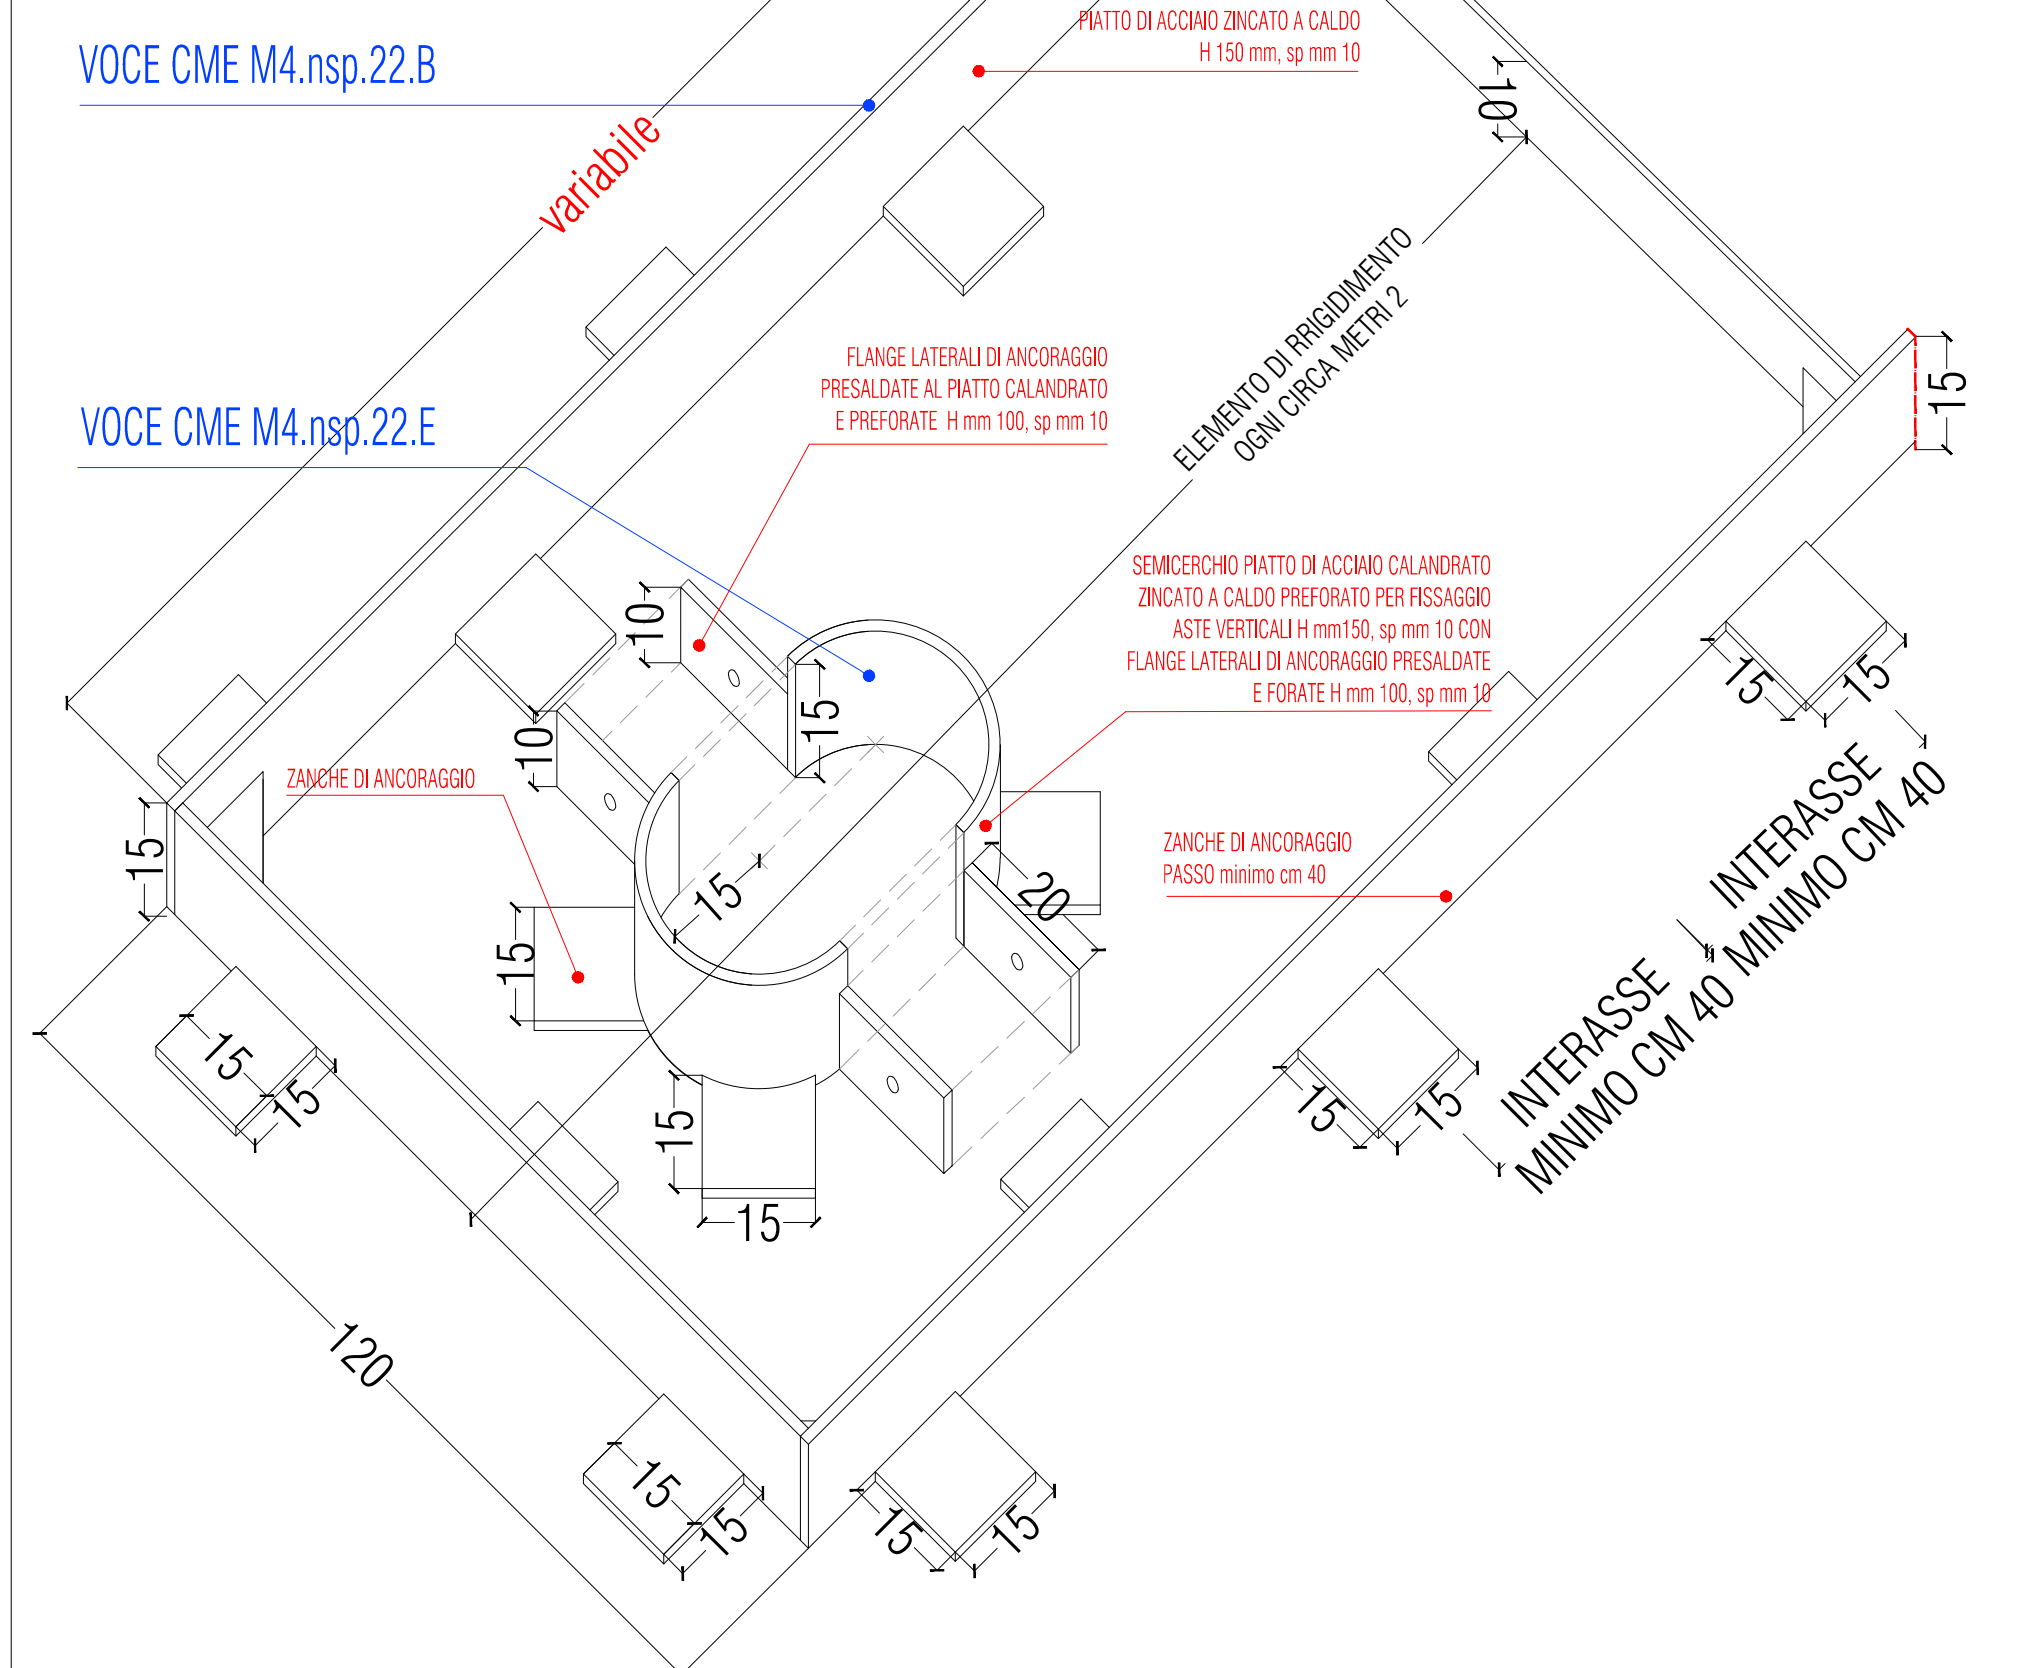 PIATTO DI ACCIAIO ZINCATO A CALDO
H 150 mm, sp mm 10
VOCE CME M4.nsp.22.B
10
variabile
ELEMENTO DI RRIGIDIMENTO
OGNI CIRCA METRI 2
FLANGE LATERALI DI ANCORAGGIO
PRESALDATE AL PIATTO CALANDRATO
E PREFORATE H mm 100, sp mm 10
15
VOCE CME M4.nsp.22.E
SEMICERCHIO PIATTO DI ACCIAIO CALANDRATO
ZINCATO A CALDO PREFORATO PER FISSAGGIO
ASTE VERTICALI H mm150, sp mm 10 CON
FLANGE LATERALI DI ANCORAGGIO PRESALDATE
E FORATE H mm 100, sp mm 10
10
15
15
15
10
ZANCHE DI ANCORAGGIO
INTERASSE
MINIMO CM 40
15
ZANCHE DI ANCORAGGIO
PASSO minimo cm 40
15
20
15
INTERASSE
MINIMO CM 40
15
15
15
15
15
15
15
120
15
15
15
15